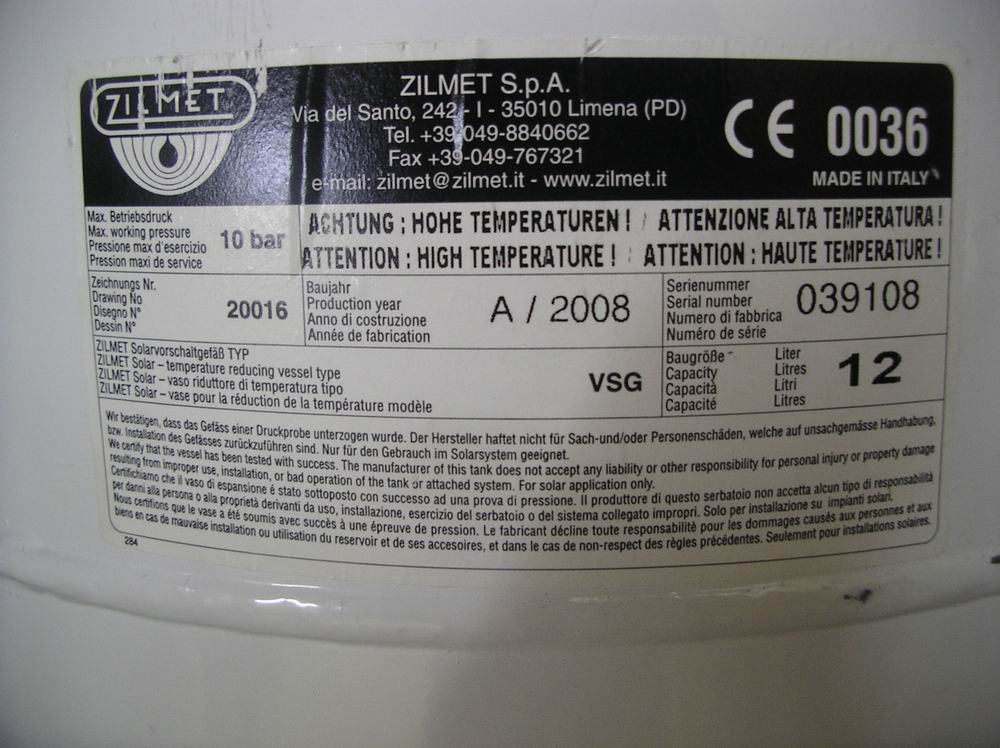 ZILMET
ZILMET S.p.A.
Via del Santo, 242 - I - 35010 Limena (PD)
Tel. +39-049-8840662
Fax +39-049-767321
e-mail: zilmet@zilmet.it - www.zilmet.it
CE 0036
MADE IN ITALY
Max. Betriebsdruck
Max. working pressure
Pressione max d'esercizio
Pression maxi de service
10 bar
ACHTUNG : HOHE TEMPERATUREN ! / ATTENZIONE ALTA TEMPERATURA !
ATTENTION : HIGH TEMPERATURE ! / ATTENTION : HAUTE TEMPERATURE !
Zeichnungs Nr.
Drawing No
Disegno N°
Dessin N°
20016
Baujahr
Production year
Anno di costruzione
Année de fabrication
A / 2008
Seriennummer
Serial number
Numero di fabbrica
Numéro de série
039108
ZILMET Solarvorschaltgefäß TYP
ZILMET Solar – temperature reducing vessel type
ZILMET Solar – vaso riduttore di temperatura tipo
ZILMET Solar – vase pour la réduction de la température modèle
VSG
Baugröße Liter
Capacity Litres
Capacità Litri
Capacité Litres
12
Wir bestätigen, dass das Gefäss einer Druckprobe unterzogen wurde. Der Hersteller haftet nicht für Sach-und/oder Personenschäden, welche auf unsachgemässe Handhabung,
bzw. Installation des Gefässes zurückzuführen sind. Nur für den Gebrauch im Solarsystem geeignet.
We certify that the vessel has been tested with success. The manufacturer of this tank does not accept any liability or other responsibility for personal injury or property damage
resulting from improper use, installation, or bad operation of the tank or attached system. For solar application only.
Certifichiamo che il vaso di espansione é stato sottoposto con successo ad una prova di pressione. Il produttore di questo serbatoio non accetta alcun tipo di responsabilità
per danni alla persona o alla proprietà derivanti da uso, installazione, esercizio del serbatoio o del sistema collegato impropri. Solo per installazione su impianti solari.
Nous certifions que le vase a été soumis avec succès à une épreuve de pression. Le fabricant décline toute responsabilité pour les dommages causés aux personnes et aux
biens en cas de mauvaise installation ou utilisation du reservoir et de ses accesoires, et dans le cas de non-respect des règles précédentes. Seulement pour installations solaires.
284